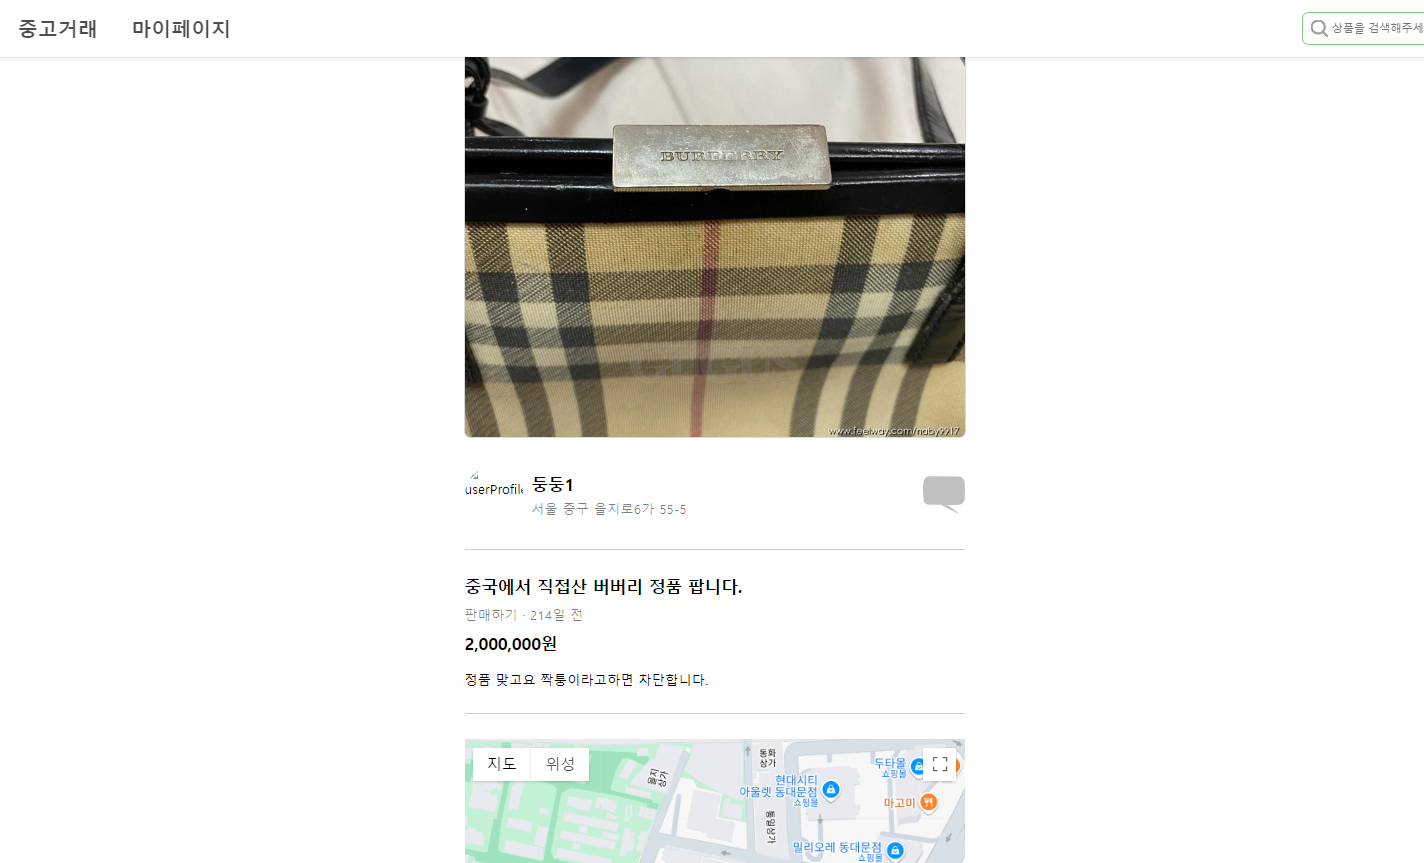 중고거래 마이페이지 상품을 검색해주세
BURBERRY
GUGUS
www.feelway.com/naby9917
userProfile
둥둥1
서울 중구 을지로6가 55-5
중국에서 직접산 버버리 정품 팝니다.
판매하기 · 214일 전
2,000,000원
정품 맞고요 짝퉁이라고하면 차단합니다.
지도 위성
을지
상가
동화
상가
현대시티
아울렛 동대문점
쇼핑몰
두타몰
쇼핑몰
마고미
통일상가
밀리오레 동대문점
쇼핑몰